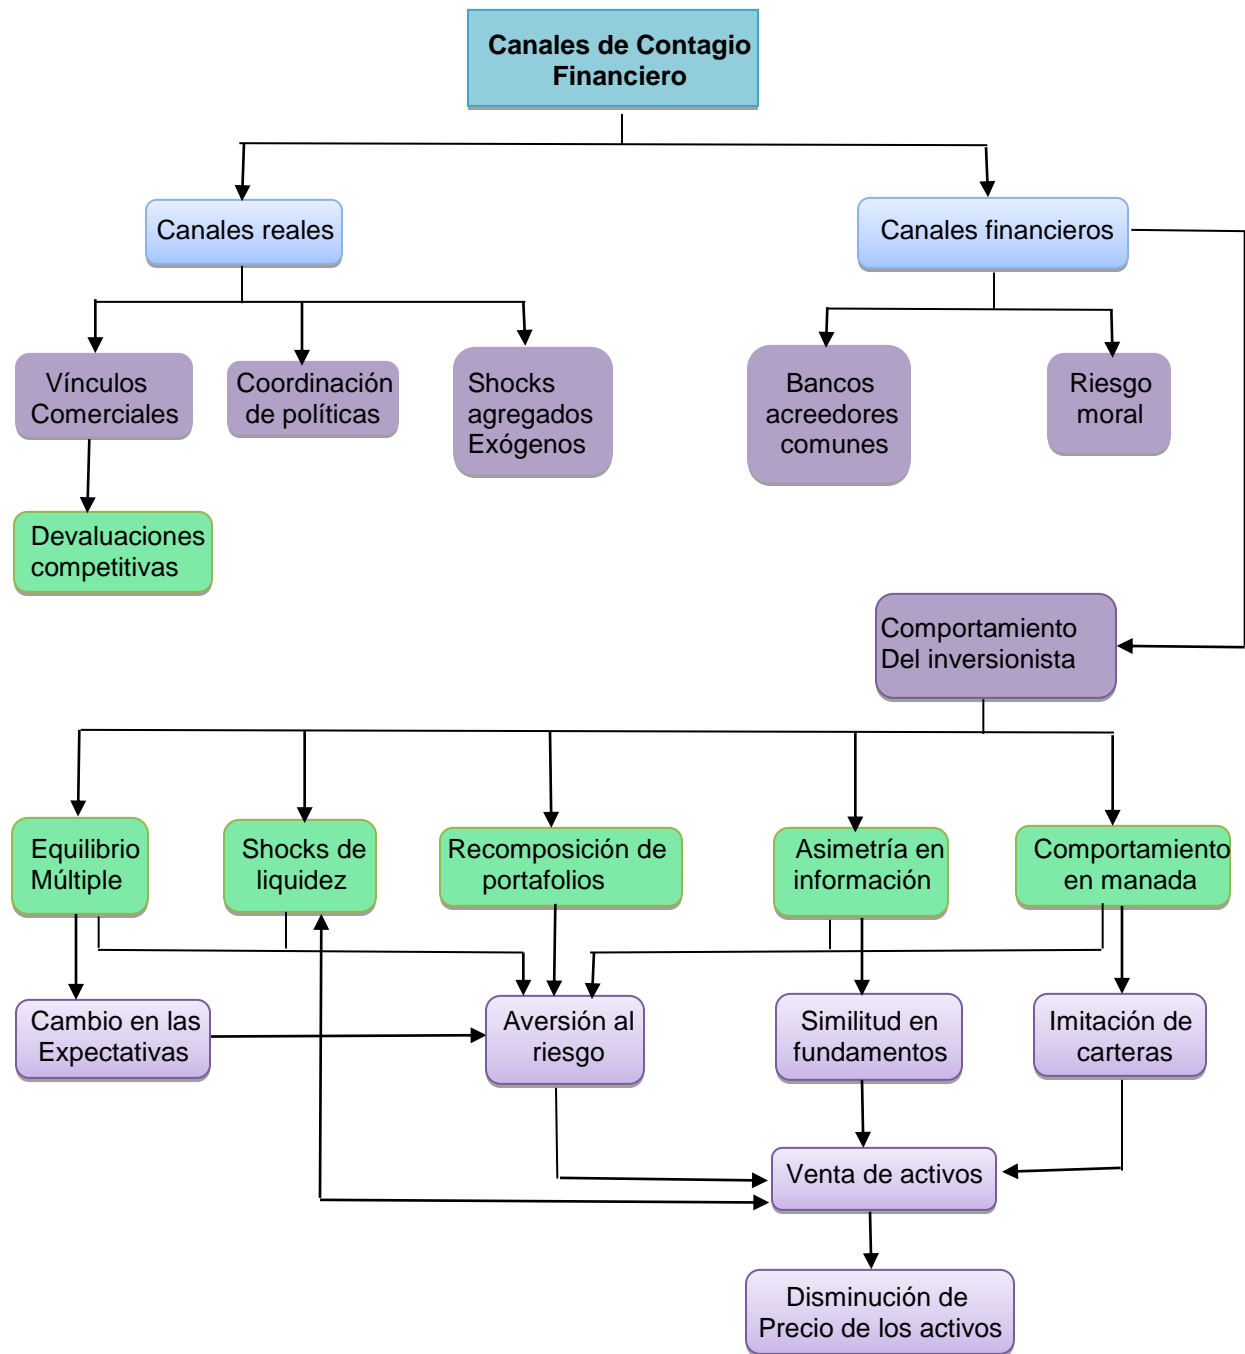 Canales de Contagio
Financiero
Canales reales
Canales financieros
Vínculos
Comerciales
Coordinación
de políticas
Shocks
agregados
Exógenos
Bancos
acreedores
comunes
Riesgo
moral
Devaluaciones
competitivas
Comportamiento
Del inversionista
Equilibrio
Múltiple
Shocks de
liquidez
Recomposición de
portafolios
Asimetría en
información
Comportamiento
en manada
Cambio en las
Expectativas
Aversión al
riesgo
Similitud en
fundamentos
Imitación de
carteras
Venta de activos
Disminución de
Precio de los activos